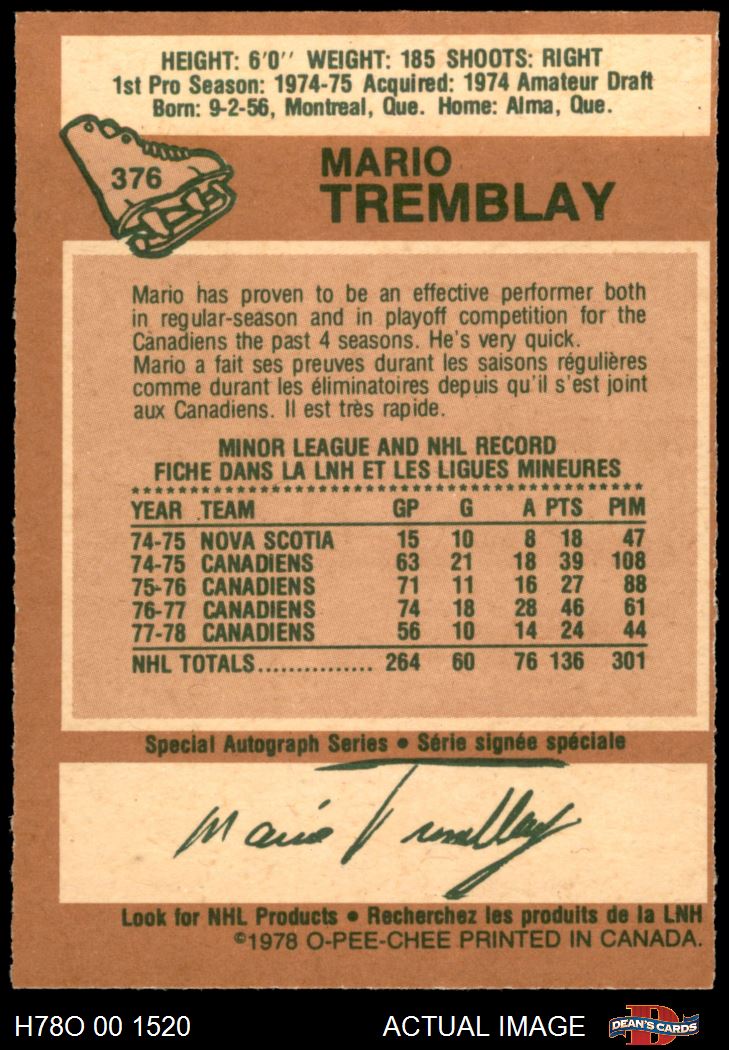 HEIGHT: 6'0'' WEIGHT: 185 SHOOTS: RIGHT
1st Pro Season: 1974-75 Acquired: 1974 Amateur Draft
Born: 9-2-56, Montreal, Que. Home: Alma, Que.
376
MARIO
TREMBLAY
Mario has proven to be an effective performer both
in regular-season and in playoff competition for the
Canadiens the past 4 seasons. He's very quick.
Mario a fait ses preuves durant les saisons régulières
comme durant les éliminatoires depuis qu'il s'est joint
aux Canadiens. Il est très rapide.
MINOR LEAGUE AND NHL RECORD
FICHE DANS LA LNH ET LES LIGUES MINEURES
YEAR TEAM GP G A PTS PIM
74-75 NOVA SCOTIA 15 10 8 18 47
74-75 CANADIENS 63 21 18 39 108
75-76 CANADIENS 71 11 16 27 88
76-77 CANADIENS 74 18 28 46 61
77-78 CANADIENS 56 10 14 24 44
NHL TOTALS............... 264 60 76 136 301
Special Autograph Series • Série signée spéciale
Mario Tremblay
Look for NHL Products • Recherchez les produits de la LNH
©1978 O-PEE-CHEE PRINTED IN CANADA.
H78O 00 1520 ACTUAL IMAGE D DEAN'S CARDS